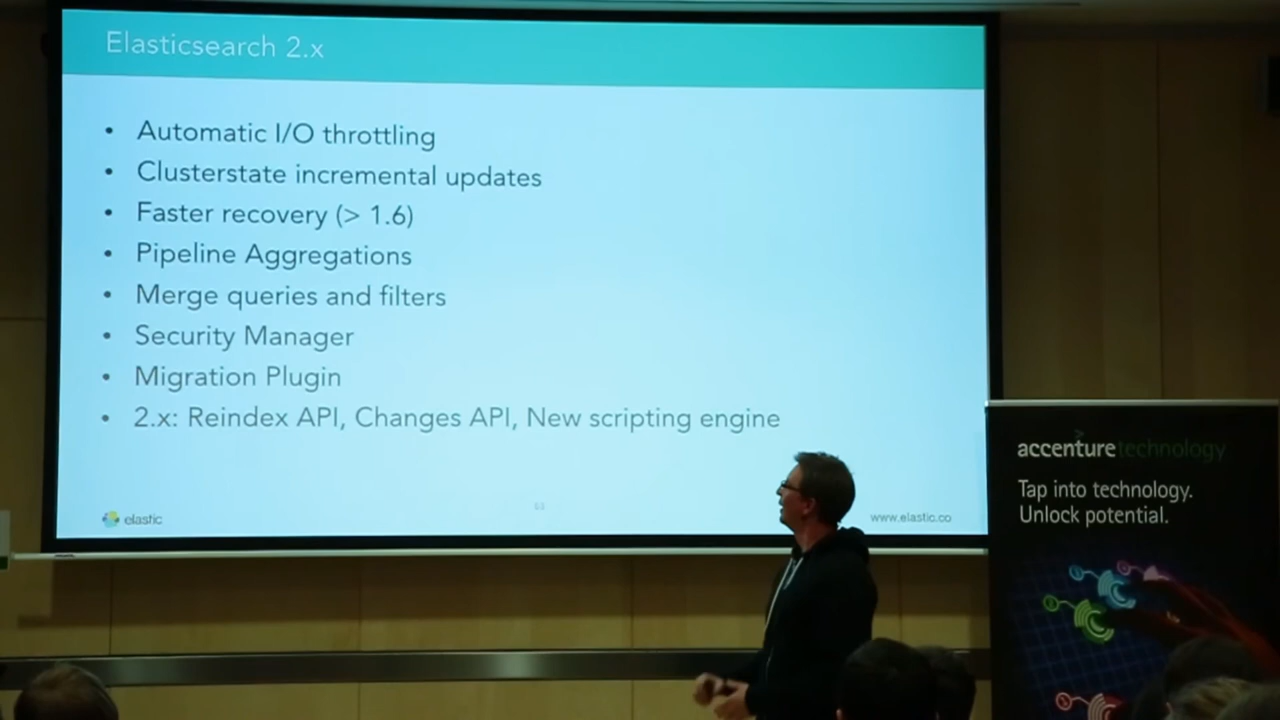 Elasticsearch 2.x
• Automatic I/O throttling
• Clusterstate incremental updates
• Faster recovery (> 1.6)
• Pipeline Aggregations
• Merge queries and filters
• Security Manager
• Migration Plugin
• 2.x: Reindex API, Changes API, New scripting engine
elastic
www.elastic.co
accenturetechnology
Tap into technology.
Unlock potential.